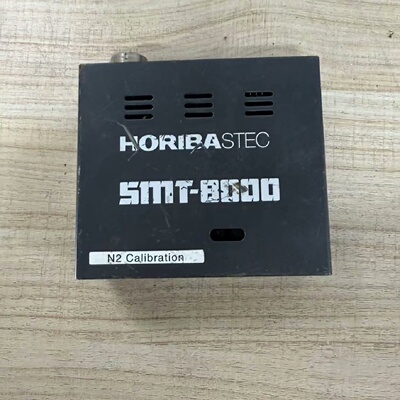 HORIBASTEC
SMT-8000
N2 Calibration